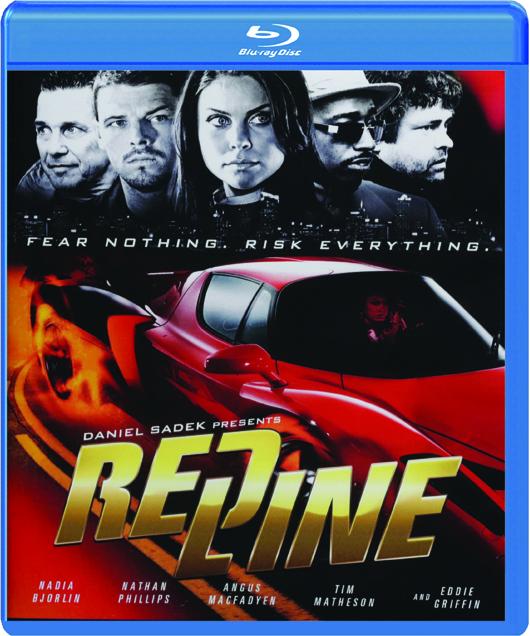 Blu-ray Disc
FEAR NOTHING. RISK EVERYTHING.
DANIEL SADEK PRESENTS
REDLINE
NADIA BJORLIN
NATHAN PHILLIPS
ANGUS MACFADYEN
TIM MATHESON
AND EDDIE GRIFFIN